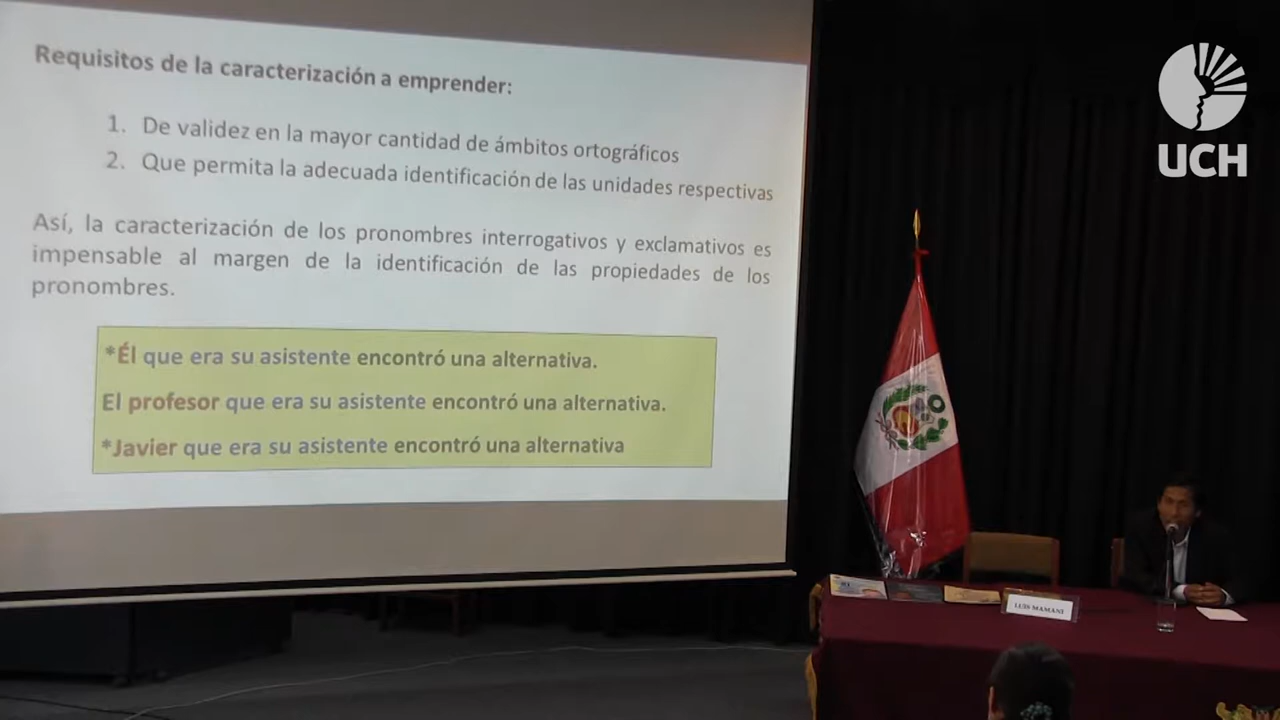 Requisitos de la caracterización a emprender:
1. De validez en la mayor cantidad de ámbitos ortográficos
2. Que permita la adecuada identificación de las unidades respectivas
Así, la caracterización de los pronombres interrogativos y exclamativos es
impensable al margen de la identificación de las propiedades de los
pronombres.
*Él que era su asistente encontró una alternativa.
El profesor que era su asistente encontró una alternativa.
*Javier que era su asistente encontró una alternativa
UCH
LUIS MAMANI